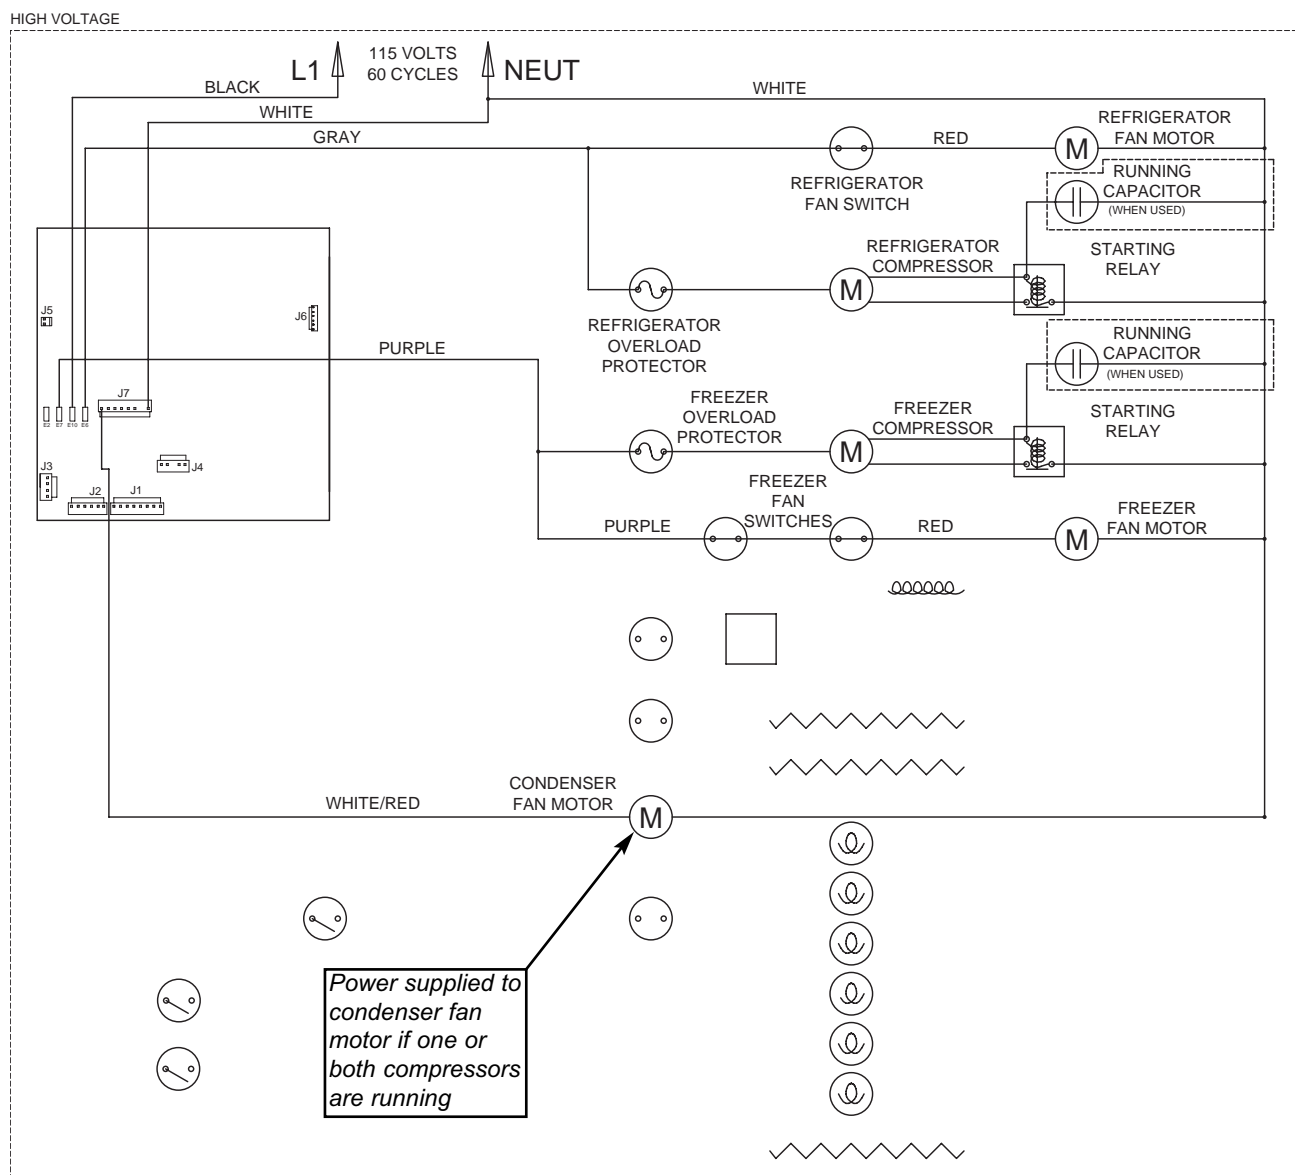 HIGH VOLTAGE
L1
115 VOLTS
60 CYCLES
NEUT
BLACK
WHITE
WHITE
GRAY
RED
REFRIGERATOR
FAN MOTOR
M
REFRIGERATOR
FAN SWITCH
RUNNING
CAPACITOR
(WHEN USED)
REFRIGERATOR
COMPRESSOR
STARTING
RELAY
M
J5
J6
REFRIGERATOR
OVERLOAD
PROTECTOR
PURPLE
RUNNING
CAPACITOR
(WHEN USED)
J7
E2
E7
E10
E6
FREEZER
OVERLOAD
PROTECTOR
FREEZER
COMPRESSOR
STARTING
RELAY
M
J3
J4
J2
J1
FREEZER
FAN
SWITCHES
PURPLE
RED
FREEZER
FAN MOTOR
M
WHITE/RED
CONDENSER
FAN MOTOR
M
Power supplied to
condenser fan
motor if one or
both compressors
are running